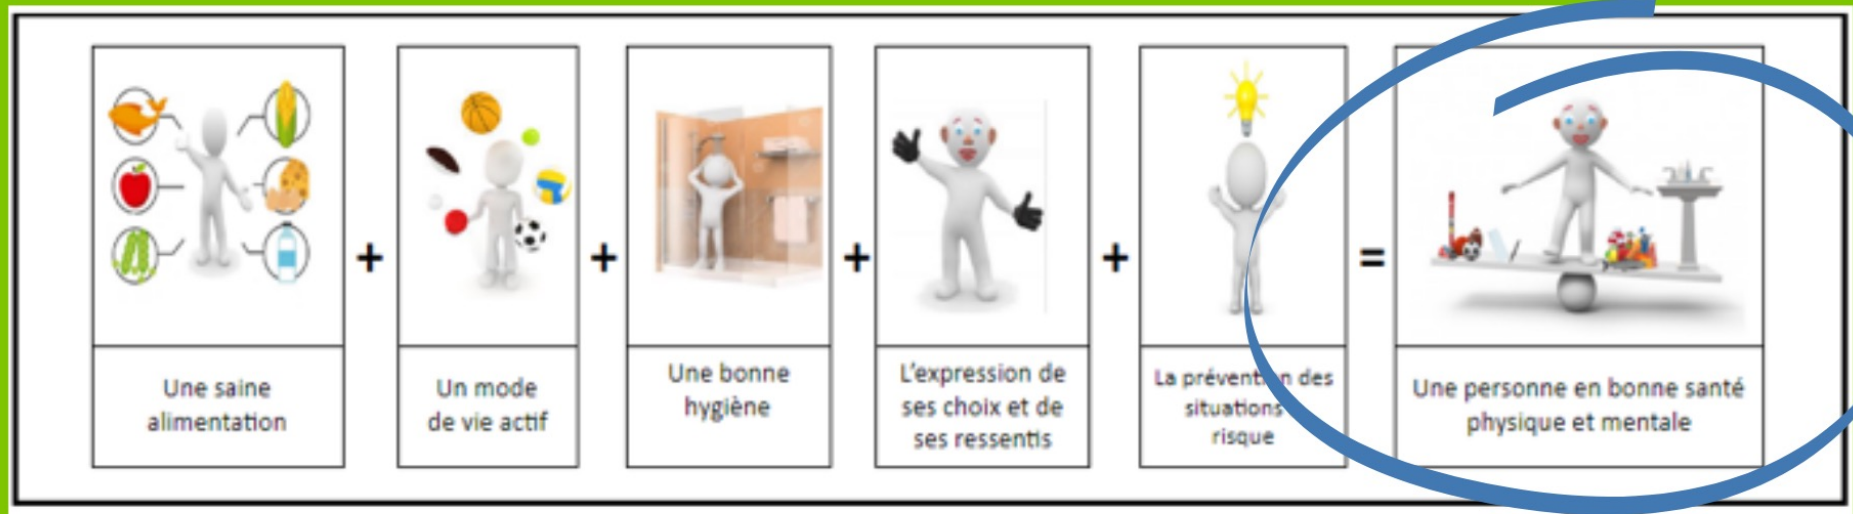 Une saine
alimentation
+
Un mode
de vie actif
+
Une bonne
hygiène
+
L'expression de
ses choix et de
ses ressentis
+
La prévention des
situations
risque
=
Une personne en bonne santé
physique et mentale